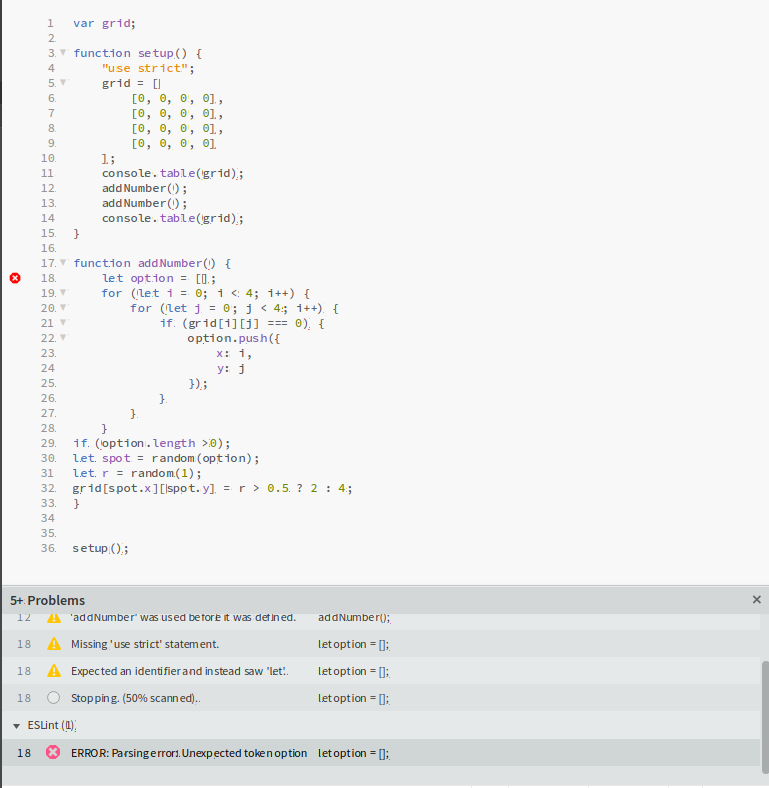 1 var grid;
2
3 function setup() {
4 "use strict";
5 grid = [
6 [0, 0, 0, 0],
7 [0, 0, 0, 0],
8 [0, 0, 0, 0],
9 [0, 0, 0, 0]
10 ];
11 console.table(grid);
12 addNumber();
13 addNumber();
14 console.table(grid);
15 }
16
17 function addNumber() {
18 let option = [];
19 for (let i = 0; i < 4; i++) {
20 for (let j = 0; j < 4; i++) {
21 if (grid[i][j] === 0) {
22 option.push({
23 x: i,
24 y: j
25 });
26 }
27 }
28 }
29 if (option.length >0);
30 let spot = random(option);
31 let r = random(1);
32 grid[spot.x][spot.y] = r > 0.5 ? 2 : 4;
33 }
34
35
36 setup();
5+ Problems ×
12 'addNumber' was used before it was defined. addNumber();
18 Missing 'use strict' statement. let option = [];
18 Expected an identifier and instead saw 'let'. let option = [];
18 Stopping. (50% scanned). let option = [];
ESLint (1)
18 ERROR: Parsing error: Unexpected token option let option = [];